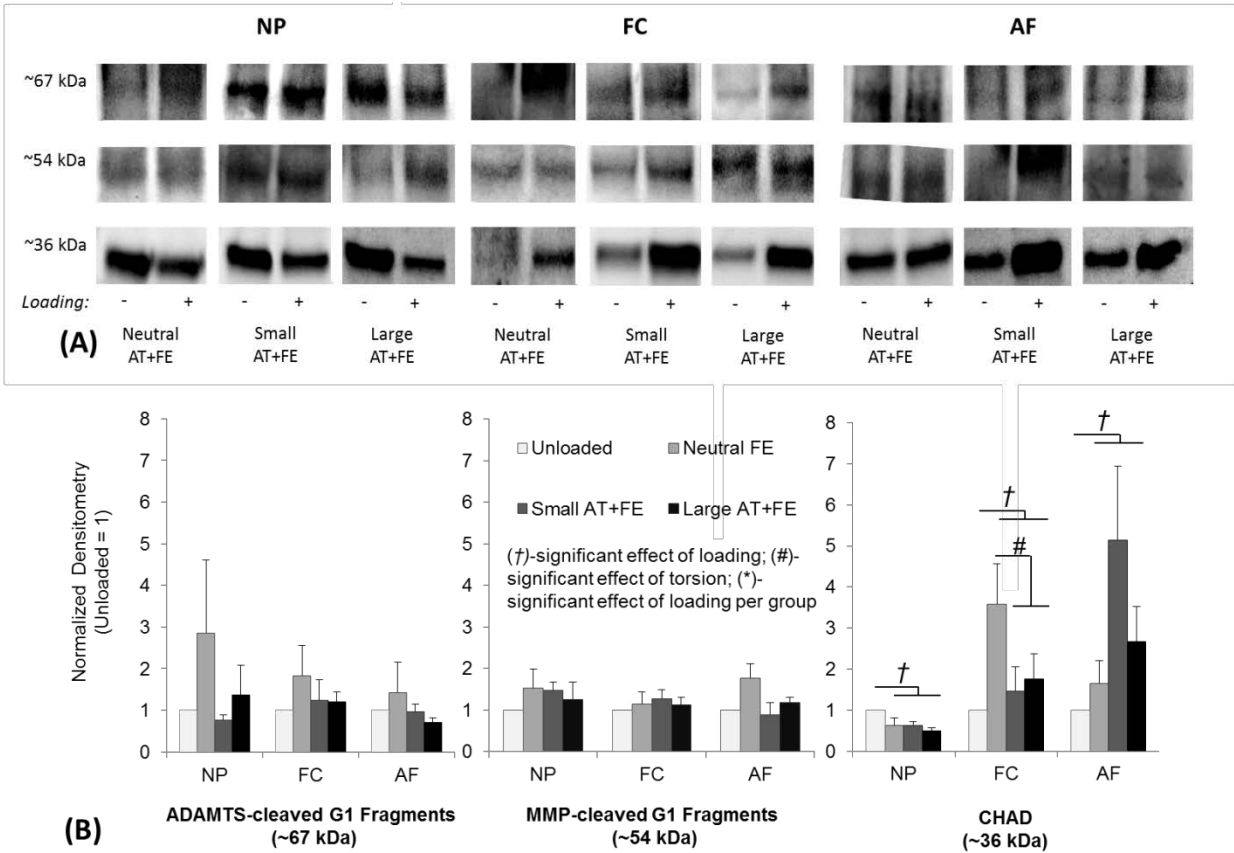 NP FC AF
~67 kDa
~54 kDa
~36 kDa
Loading: - + - + - + - + - + - + - + - + - +
Neutral AT+FE Small AT+FE Large AT+FE Neutral AT+FE Small AT+FE Large AT+FE Neutral AT+FE Small AT+FE Large AT+FE
(A)
Normalized Densitometry
(Unloaded = 1)
8
7
6
5
4
3
2
1
0
NP FC AF
ADAMTS-cleaved G1 Fragments
(~67 kDa)
8
7
6
5
4
3
2
1
0
Unloaded Neutral FE
Small AT+FE Large AT+FE
(†)-significant effect of loading; (#)-
significant effect of torsion; (*)-
significant effect of loading per group
NP FC AF
MMP-cleaved G1 Fragments
(~54 kDa)
8
7
6
5
4
3
2
1
0
†
†
#
†
NP FC AF
CHAD
(~36 kDa)
(B)